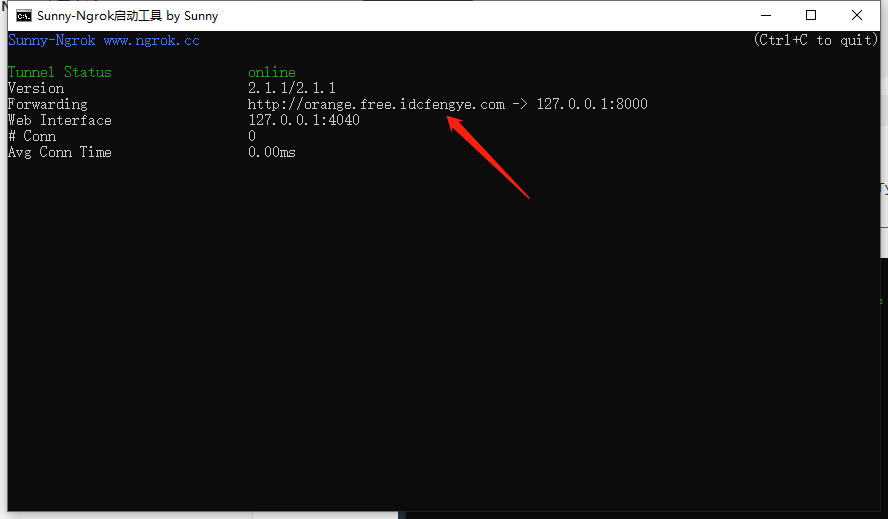 Sunny-Ngrok启动工具 by Sunny
Sunny-Ngrok www.ngrok.cc (Ctrl+C to quit)
Tunnel Status online
Version 2.1.1/2.1.1
Forwarding http://orange.free.idcfengye.com -> 127.0.0.1:8000
Web Interface 127.0.0.1:4040
# Conn 0
Avg Conn Time 0.00ms